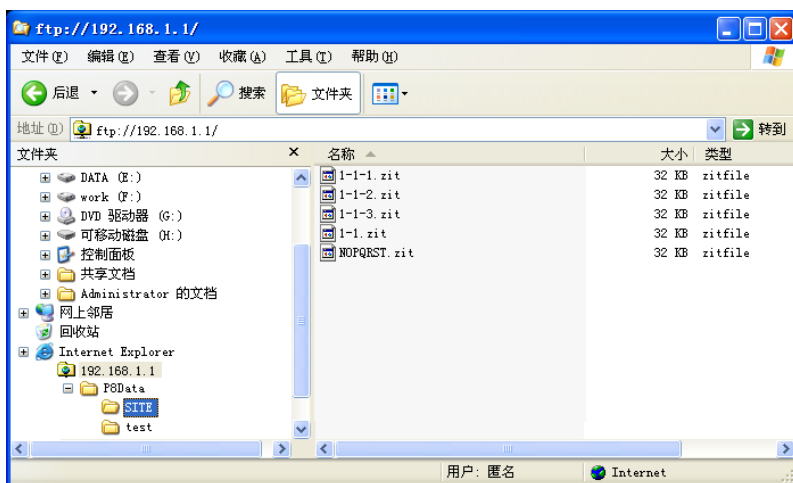 ftp://192.168.1.1/
文件(F) 编辑(E) 查看(V) 收藏(A) 工具(T) 帮助(H)
后退 搜索 文件夹
地址(D) ftp://192.168.1.1/ 转到
文件夹 × 名称 大小 类型
DATA (E:) 1-1-1.zit 32 KB zitfile
work (F:) 1-1-2.zit 32 KB zitfile
DVD 驱动器 (G:) 1-1-3.zit 32 KB zitfile
可移动磁盘 (H:) 1-1.zit 32 KB zitfile
控制面板 NOPQRST.zit 32 KB zitfile
共享文档
Administrator 的文档
网上邻居
回收站
Internet Explorer
192.168.1.1
P8Data
SITE
test
用户: 匿名 Internet